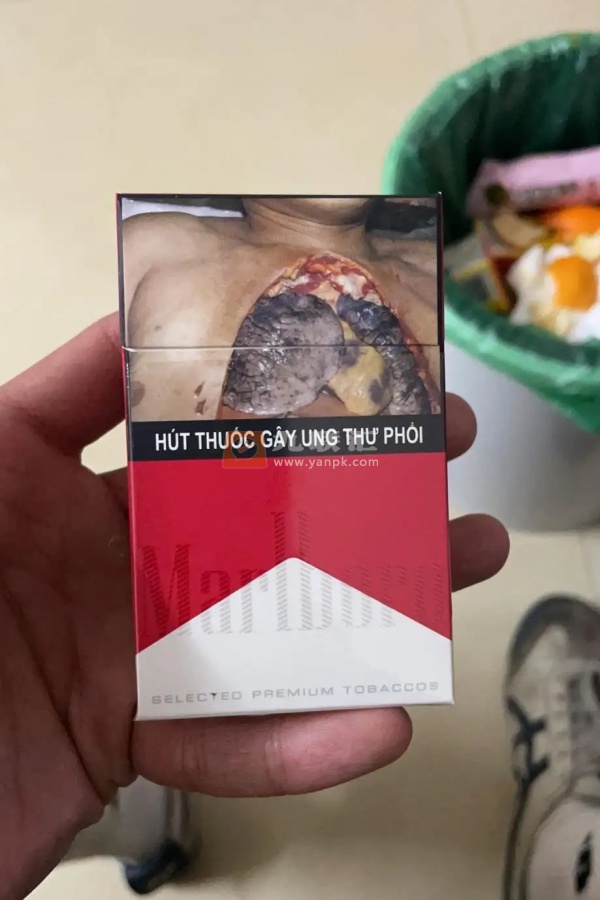 HÚT THUỐC GÂY UNG THƯ PHỔI
www.yanpk.com
Marlboro
SELECTED PREMIUM TOBACCOS